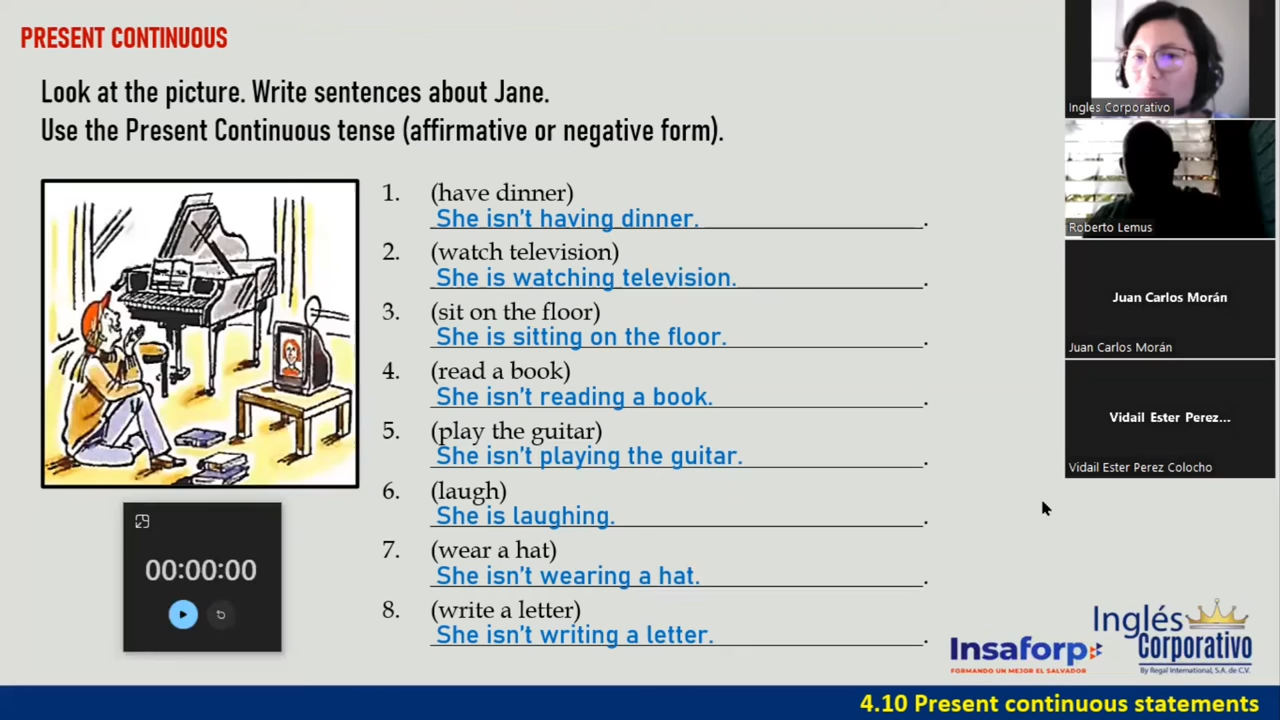 PRESENT CONTINUOUS
Look at the picture. Write sentences about Jane.
Use the Present Continuous tense (affirmative or negative form).
1. (have dinner)
She isn't having dinner. .
2. (watch television)
She is watching television. .
3. (sit on the floor)
She is sitting on the floor. .
4. (read a book)
She isn't reading a book. .
5. (play the guitar)
She isn't playing the guitar. .
6. (laugh)
She is laughing. .
7. (wear a hat)
She isn't wearing a hat. .
8. (write a letter)
She isn't writing a letter. .
00:00:00
Ingles Corporativo
Roberto Lemus
Juan Carlos Morán
Juan Carlos Morán
Vidail Ester Perez...
Vidail Ester Perez Colocho
Insaforp
FORMANDO UN MEJOR EL SALVADOR
Inglés
Corporativo
By Regal International, S.A. de C.V.
4.10 Present continuous statements